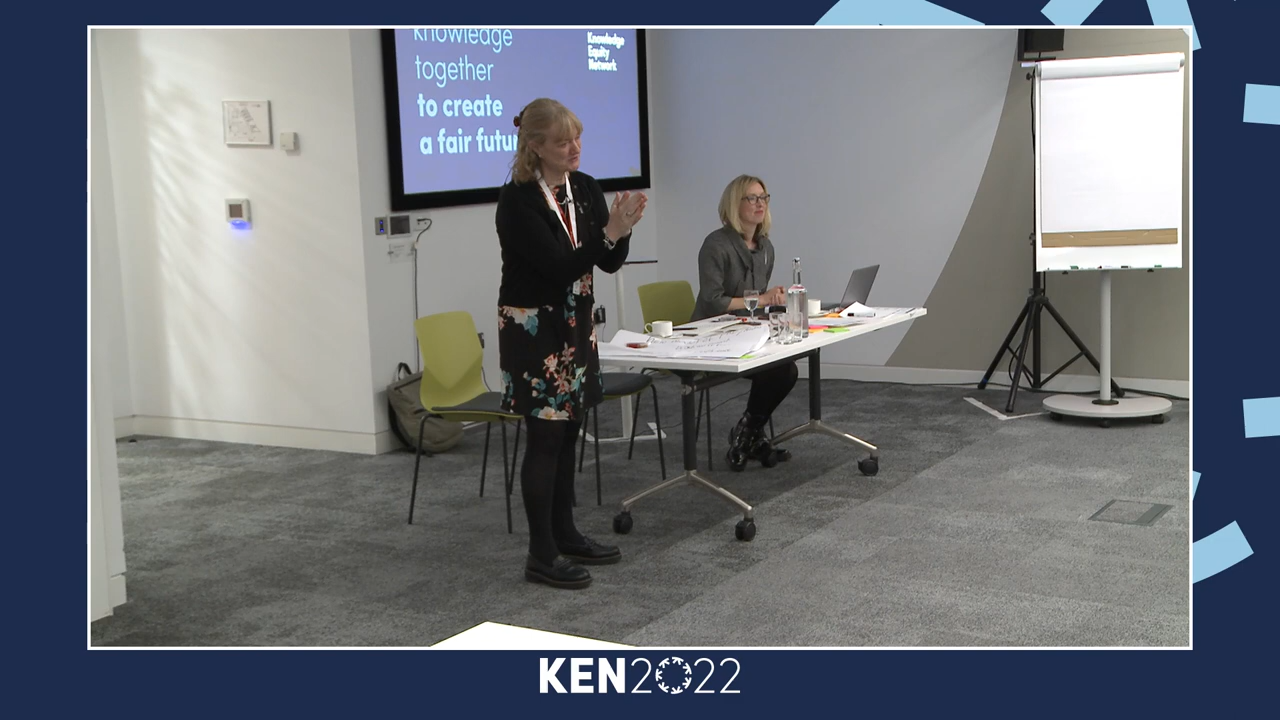 knowledge
together
to create
a fair futur
Knowledge
Equity
Network
KEN2022